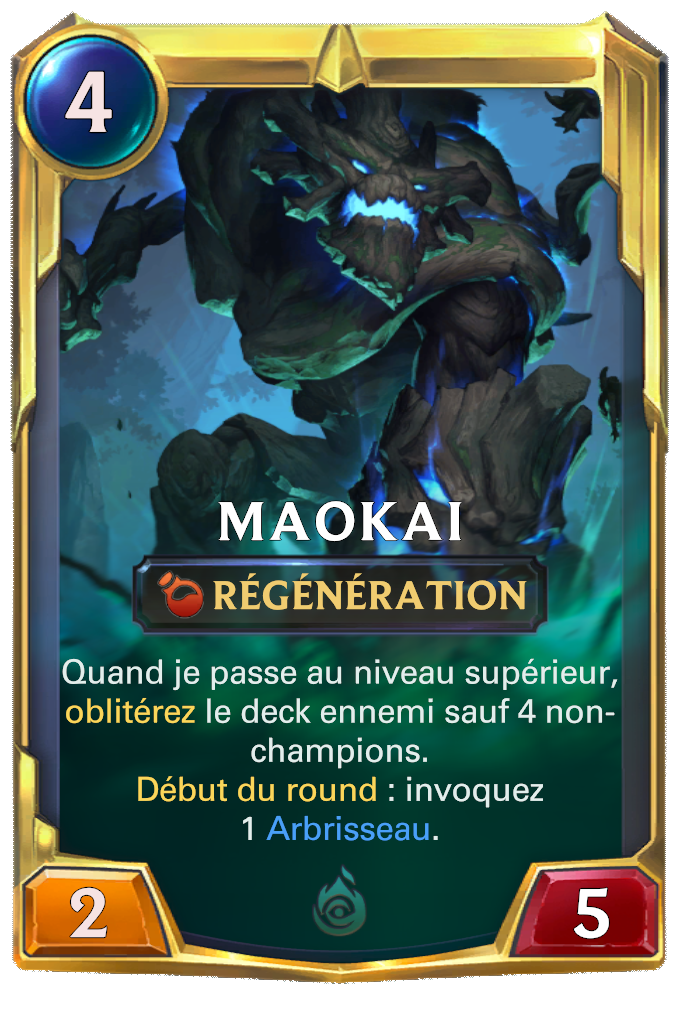 4
MAOKAI
RÉGÉNÉRATION
Quand je passe au niveau supérieur,
oblitérez le deck ennemi sauf 4 non-
champions.
Début du round : invoquez
1 Arbrisseau.
2
5